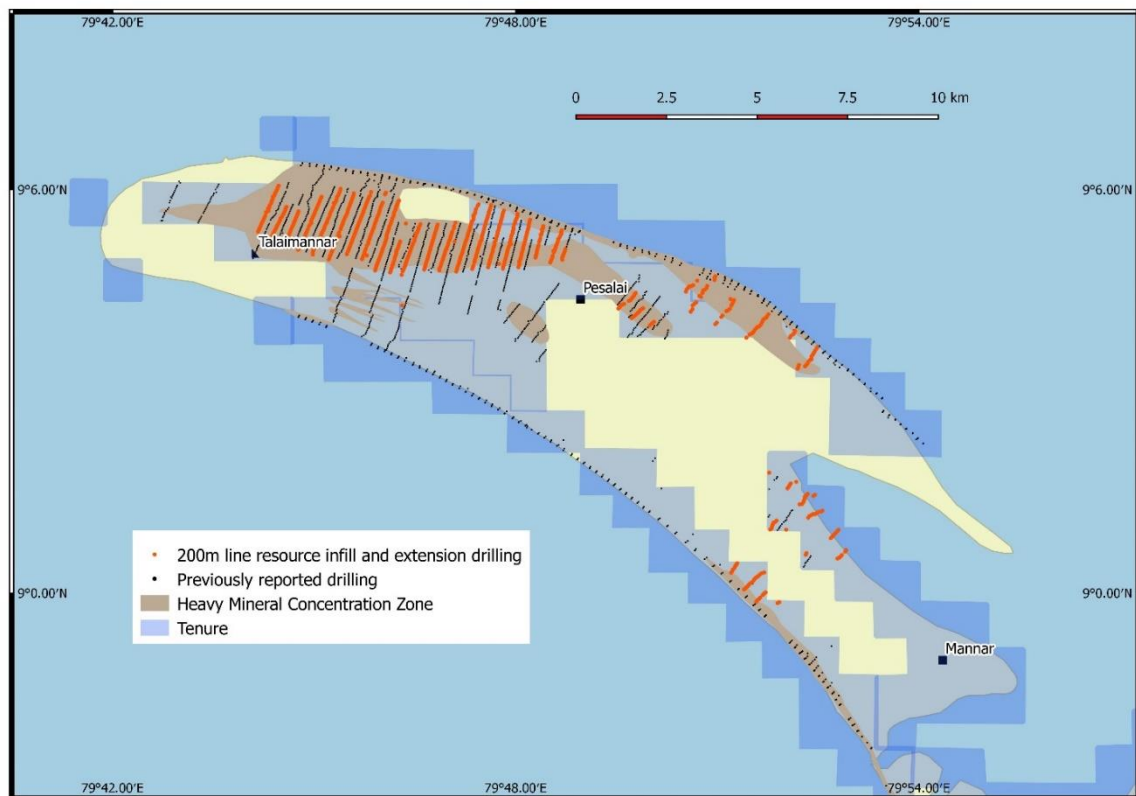 79°42.00′E 79°48.00′E 79°54.00′E
0 2.5 5 7.5 10 km
9°6.00′N 9°6.00′N
Talaimannar
Pesalai
200m line resource infill and extension drilling
Previously reported drilling
Heavy Mineral Concentration Zone
Tenure
9°0.00′N 9°0.00′N
Mannar
79°42.00′E 79°48.00′E 79°54.00′E